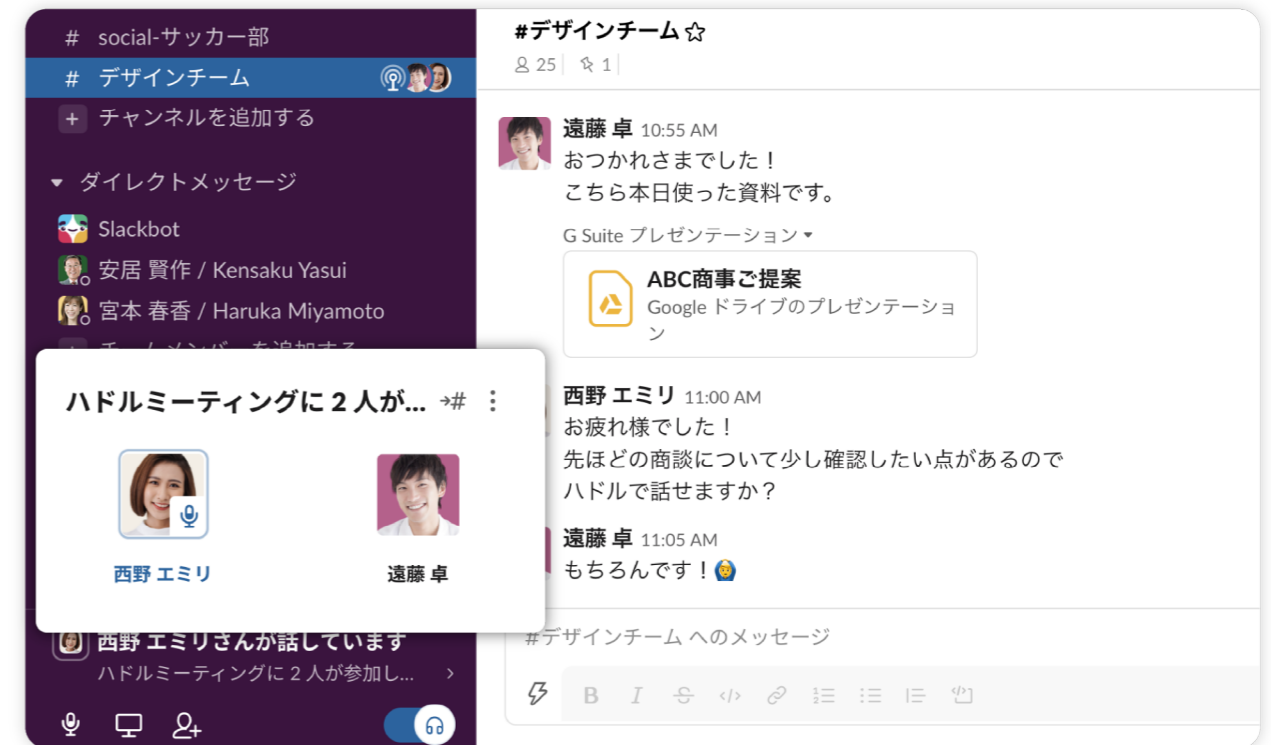 # social-サッカー部
# デザインチーム
+ チャンネルを追加する
ダイレクトメッセージ
Slackbot
安居 賢作 / Kensaku Yasui
宮本 春香 / Haruka Miyamoto
+ チームメンバーを追加する
ハドルミーティングに 2 人が...
西野 エミリ
遠藤 卓
西野 エミリさんが話しています
ハドルミーティングに 2 人が参加し...
#デザインチーム
25
1
遠藤 卓 10:55 AM
おつかれさまでした！
こちら本日使った資料です。
G Suite プレゼンテーション
ABC商事ご提案
Google ドライブのプレゼンテーショ
ン
西野 エミリ 11:00 AM
お疲れ様でした！
先ほどの商談について少し確認したい点があるので
ハドルで話せますか？
遠藤 卓 11:05 AM
もちろんです！
#デザインチーム へのメッセージ
B I S </>